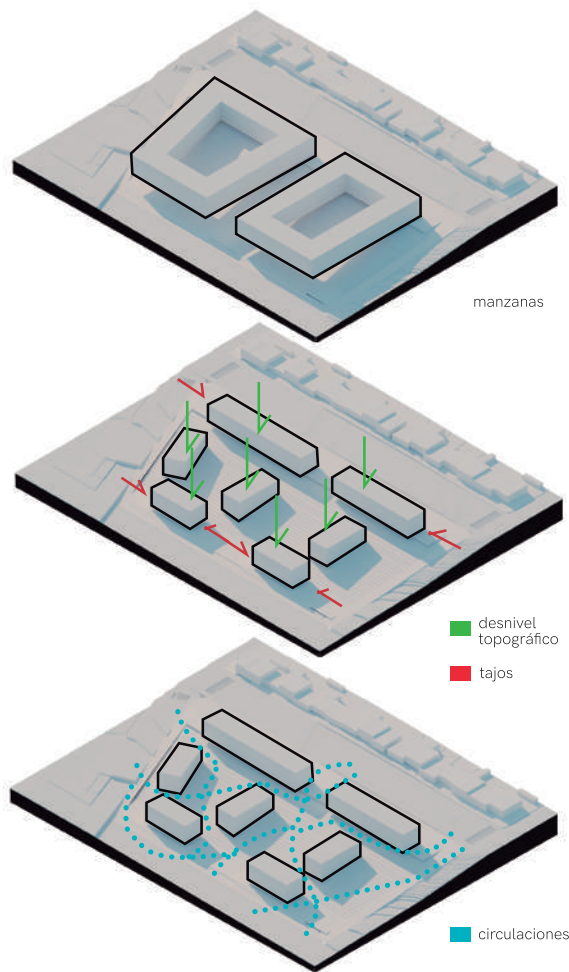 manzanas
desnivel
topográfico
tajos
circulaciones